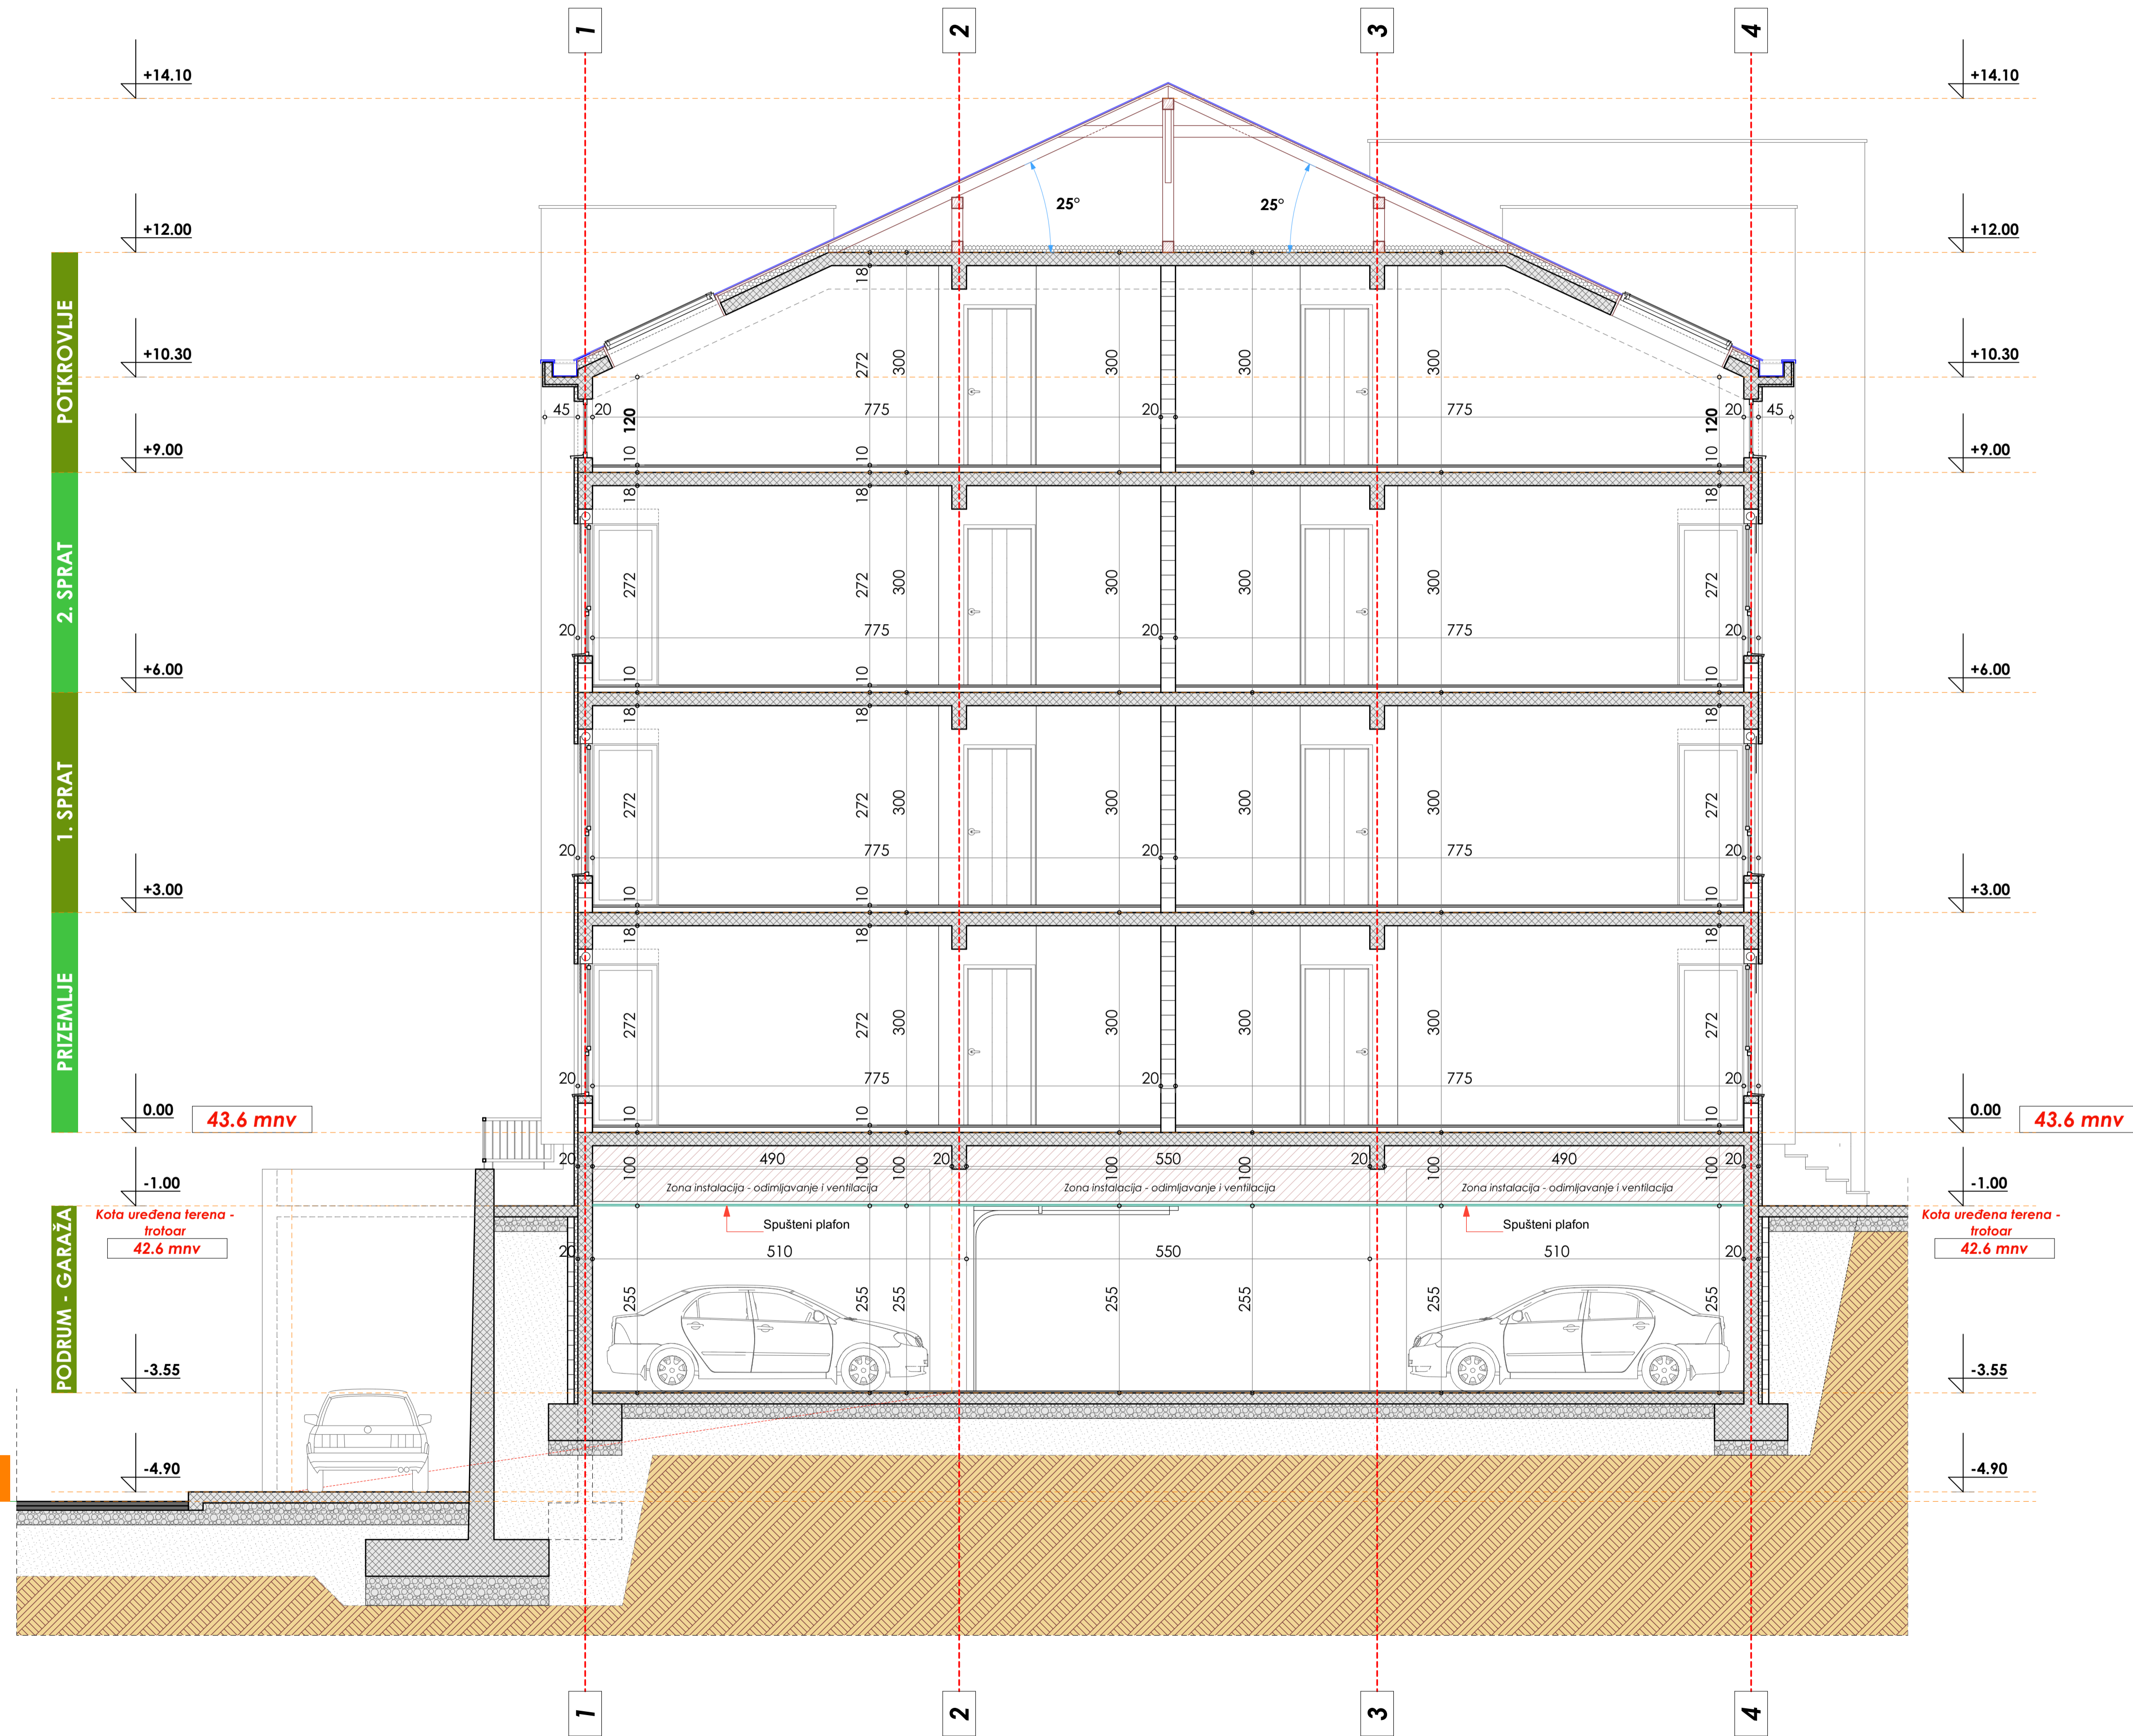 1 2 3 4
+14.10 +14.10
25° 25°
+12.00 +12.00
POTKROVLJE
18
272 300 300 300 300
+10.30 +10.30
45 20 120 775 20 775 120 20 45
10 10 10
+9.00 +9.00
2. SPRAT
18 18 18
272 272 300 300 300 300 272
20 775 20 775 20
10 10 10
+6.00 +6.00
1. SPRAT
18 18 18
272 272 300 300 300 300 272
20 775 20 775 20
10 10 10
+3.00 +3.00
PRIZEMLJE
18 18 18
272 272 300 300 300 300 272
20 775 20 775 20
10 10 10
0.00 43.6 mnv 0.00 43.6 mnv
20 490 20 550 20 490 20
100 100 100 100 100 100 100
Zona instalacija - odimljavanje i ventilacija Zona instalacija - odimljavanje i ventilacija Zona instalacija - odimljavanje i ventilacija
-1.00 -1.00
PODRUM - GARAŽA
Kota uređena terena -
trotoar
42.6 mnv
Spušteni plafon Spušteni plafon
Kota uređena terena -
trotoar
42.6 mnv
20 510 550 510 20
255 255 255 255 255 255 255
-3.55 -3.55
-4.90 -4.90
1 2 3 4